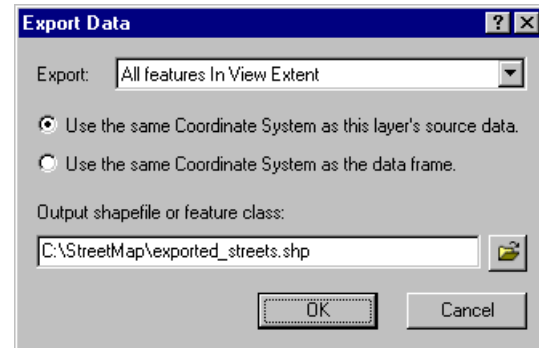 Export Data
Export: All features In View Extent
Use the same Coordinate System as this layer's source data.
Use the same Coordinate System as the data frame.
Output shapefile or feature class:
C:\StreetMap\exported_streets.shp
OK Cancel